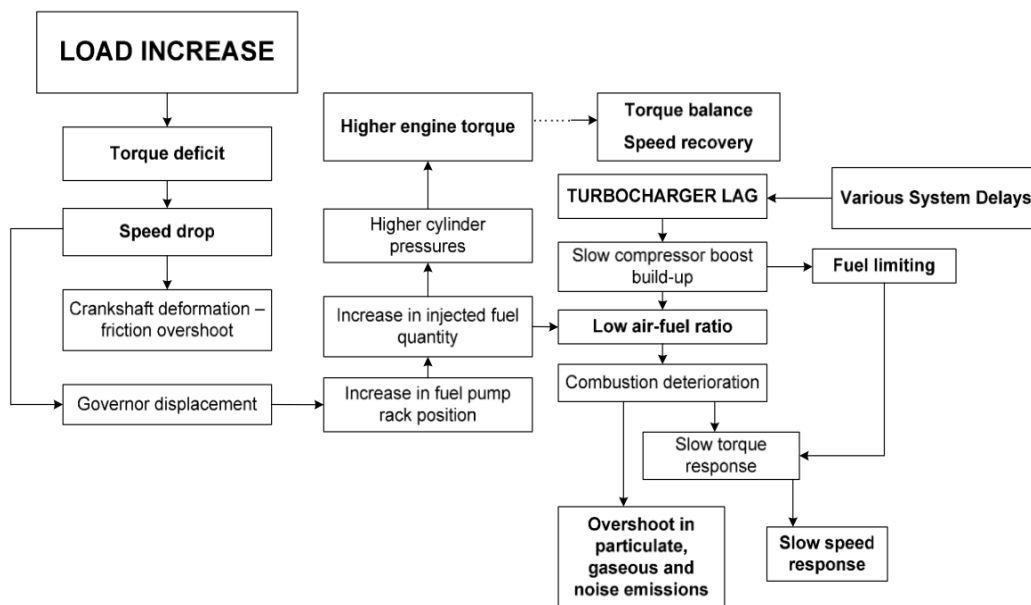 LOAD INCREASE
Torque deficit
Speed drop
Crankshaft deformation –
friction overshoot
Governor displacement
Higher engine torque
Higher cylinder
pressures
Increase in injected fuel
quantity
Increase in fuel pump
rack position
Torque balance
Speed recovery
TURBOCHARGER LAG
Various System Delays
Slow compressor boost
build-up
Fuel limiting
Low air-fuel ratio
Combustion deterioration
Slow torque
response
Overshoot in
particulate,
gaseous and
noise emissions
Slow speed
response